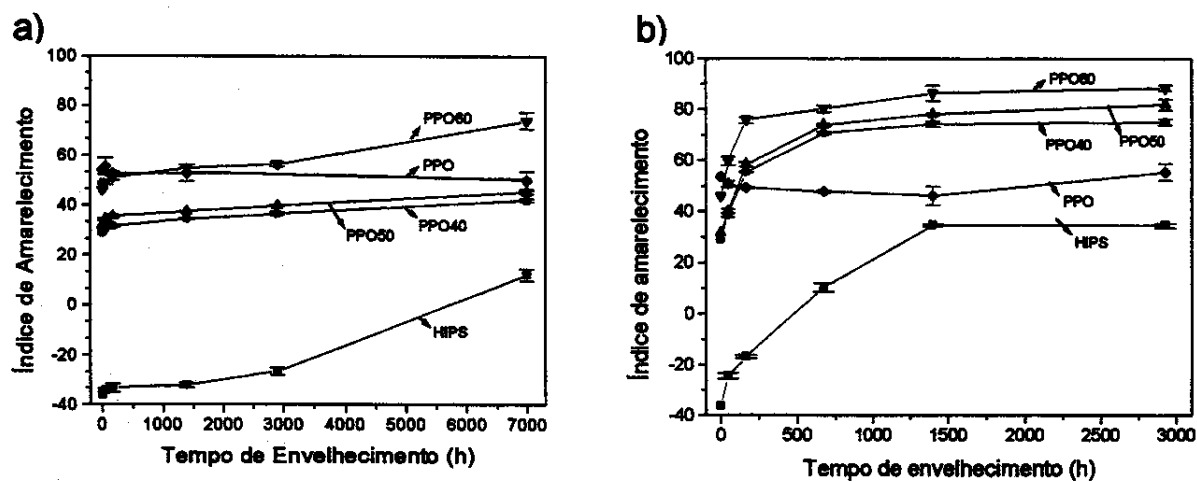 a)
Índice de Amarelecimento
100
80
60
40
20
0
-20
-40
PPO60
PPO
PPO50
PPO40
HIPS
0
1000
2000
3000
4000
5000
6000
7000
Tempo de Envelhecimento (h)
b)
Índice de amarelecimento
100
80
60
40
20
0
-20
-40
PPO60
PPO40
PPO50
PPO
HIPS
0
500
1000
1500
2000
2500
3000
Tempo de envelhecimento (h)